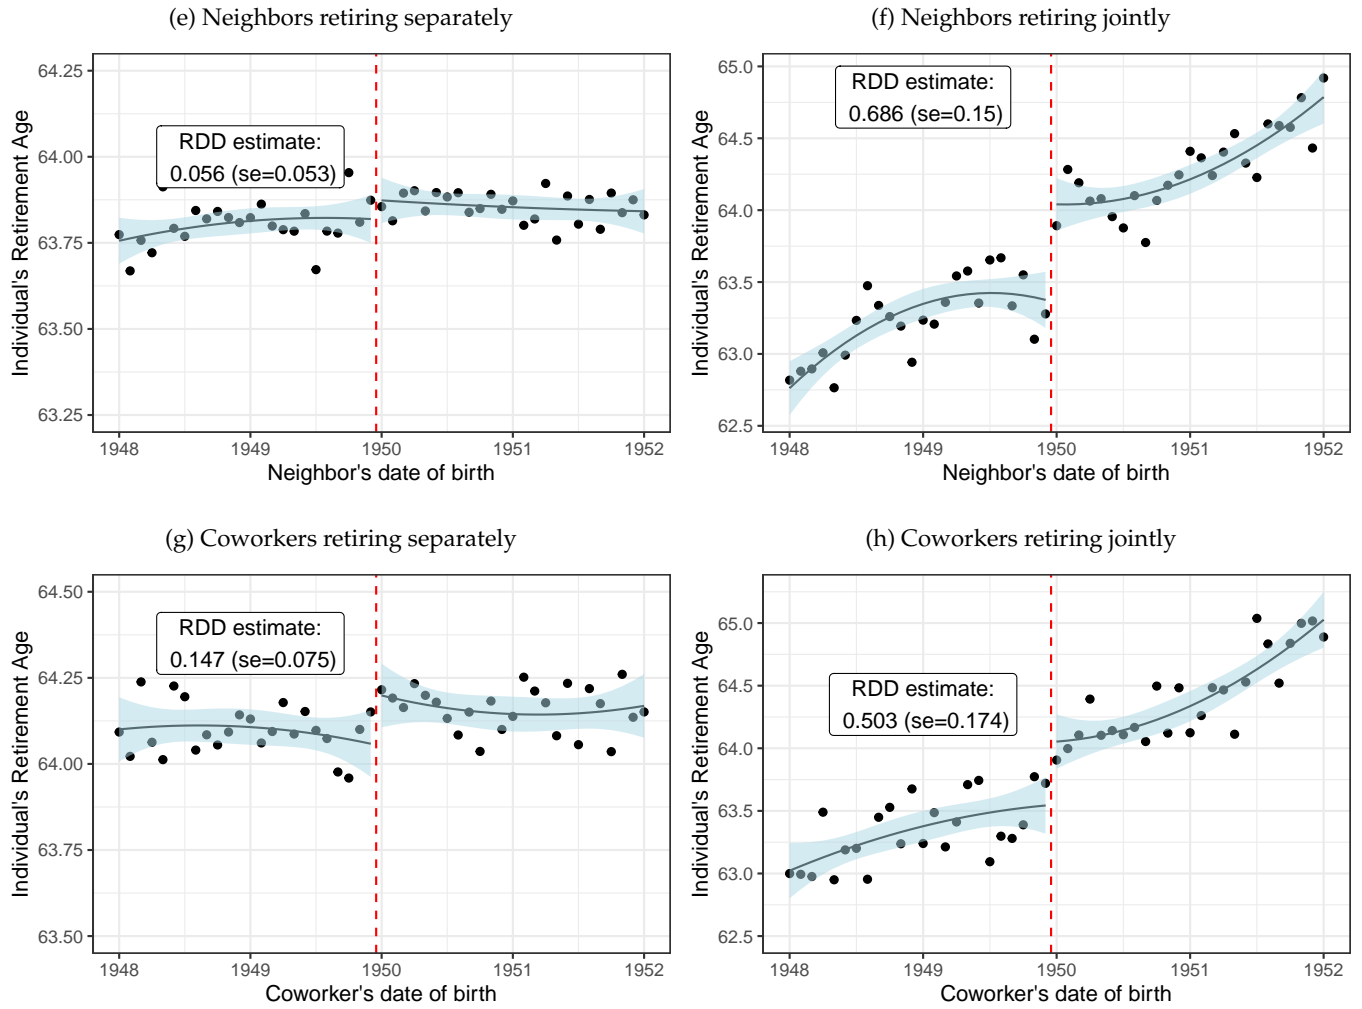 (e) Neighbors retiring separately
64.25
64.00
63.75
63.50
63.25
Individual's Retirement Age
RDD estimate:
0.056 (se=0.053)
1948 1949 1950 1951 1952
Neighbor's date of birth
(f) Neighbors retiring jointly
65.0
64.5
64.0
63.5
63.0
62.5
Individual's Retirement Age
RDD estimate:
0.686 (se=0.15)
1948 1949 1950 1951 1952
Neighbor's date of birth
(g) Coworkers retiring separately
64.50
64.25
64.00
63.75
63.50
Individual's Retirement Age
RDD estimate:
0.147 (se=0.075)
1948 1949 1950 1951 1952
Coworker's date of birth
(h) Coworkers retiring jointly
65.0
64.5
64.0
63.5
63.0
62.5
Individual's Retirement Age
RDD estimate:
0.503 (se=0.174)
1948 1949 1950 1951 1952
Coworker's date of birth